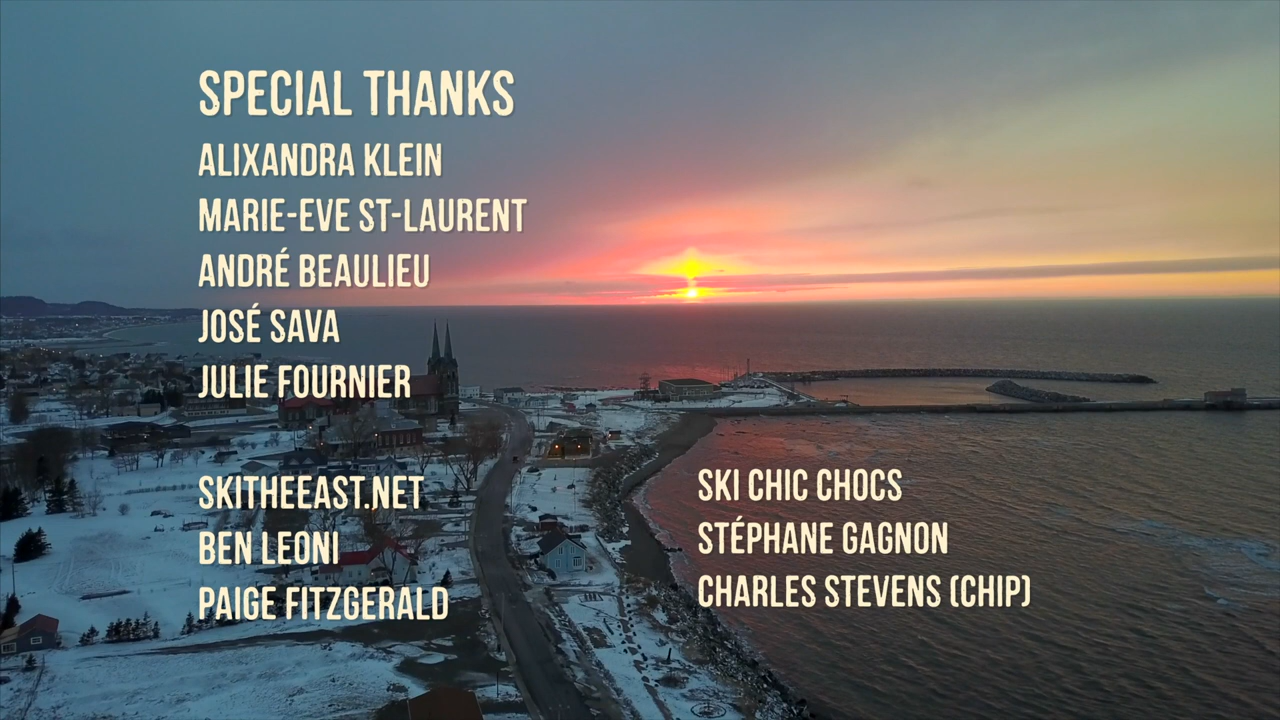 SPECIAL THANKS
ALIXANDRA KLEIN
MARIE-EVE ST-LAURENT
ANDRÉ BEAULIEU
JOSÉ SAVA
JULIE FOURNIER
SKITHEEAST.NET
BEN LEONI
PAIGE FITZGERALD
SKI CHIC CHOCS
STÉPHANE GAGNON
CHARLES STEVENS (CHIP)